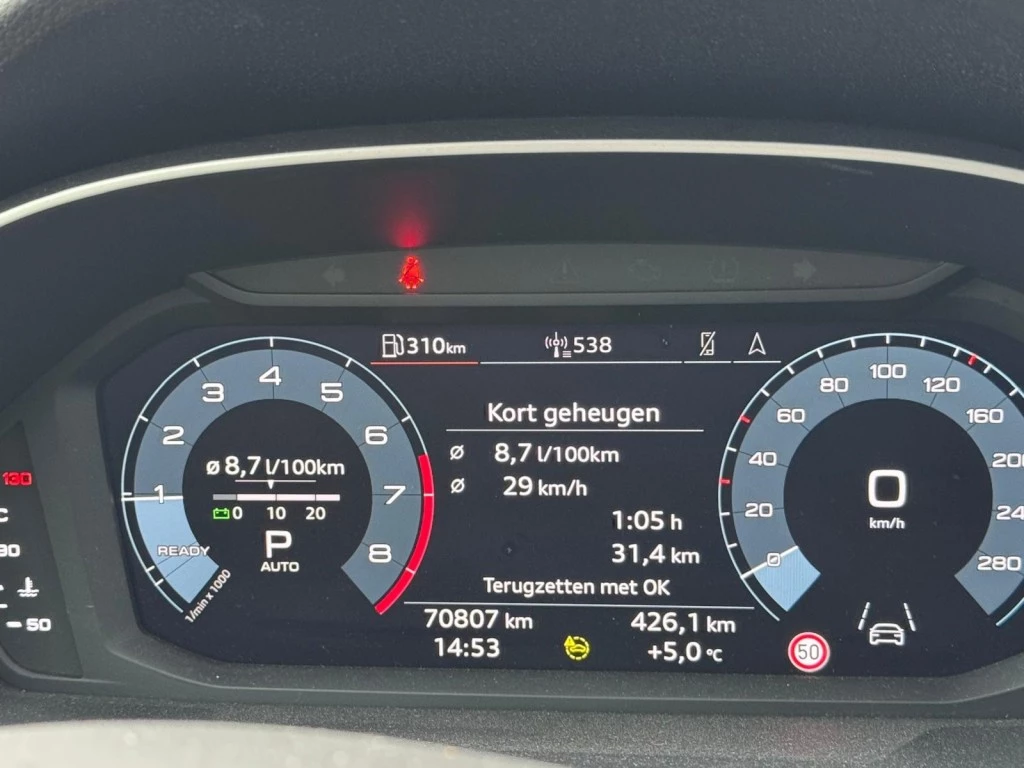 310km
538
Kort geheugen
ø 8,7 l/100km
ø 29 km/h
1:05 h
31,4 km
Terugzetten met OK
70807 km
426,1 km
14:53
+5,0 °C
50
1
2
3
4
5
6
7
8
READY
1/min x 1000
ø 8,7 l/100km
0 10 20
P
AUTO
0
20
40
60
80
100
120
160
280
0
km/h
130
90
50